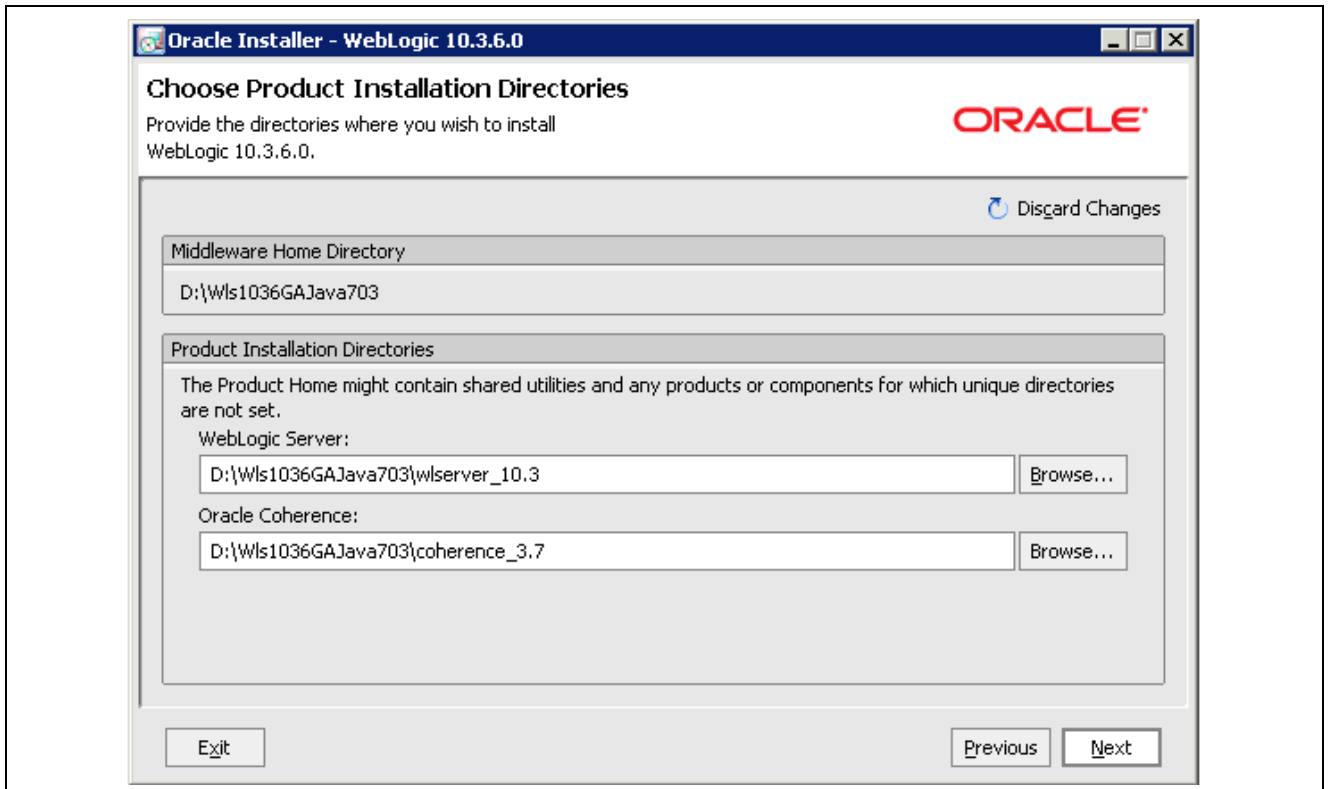 Oracle Installer - WebLogic 10.3.6.0
Choose Product Installation Directories
Provide the directories where you wish to install
WebLogic 10.3.6.0.
ORACLE
Discard Changes
Middleware Home Directory
D:\Wls1036GAJava703
Product Installation Directories
The Product Home might contain shared utilities and any products or components for which unique directories
are not set.
WebLogic Server:
D:\Wls1036GAJava703\wlserver_10.3
Browse...
Oracle Coherence:
D:\Wls1036GAJava703\coherence_3.7
Browse...
Exit
Previous
Next